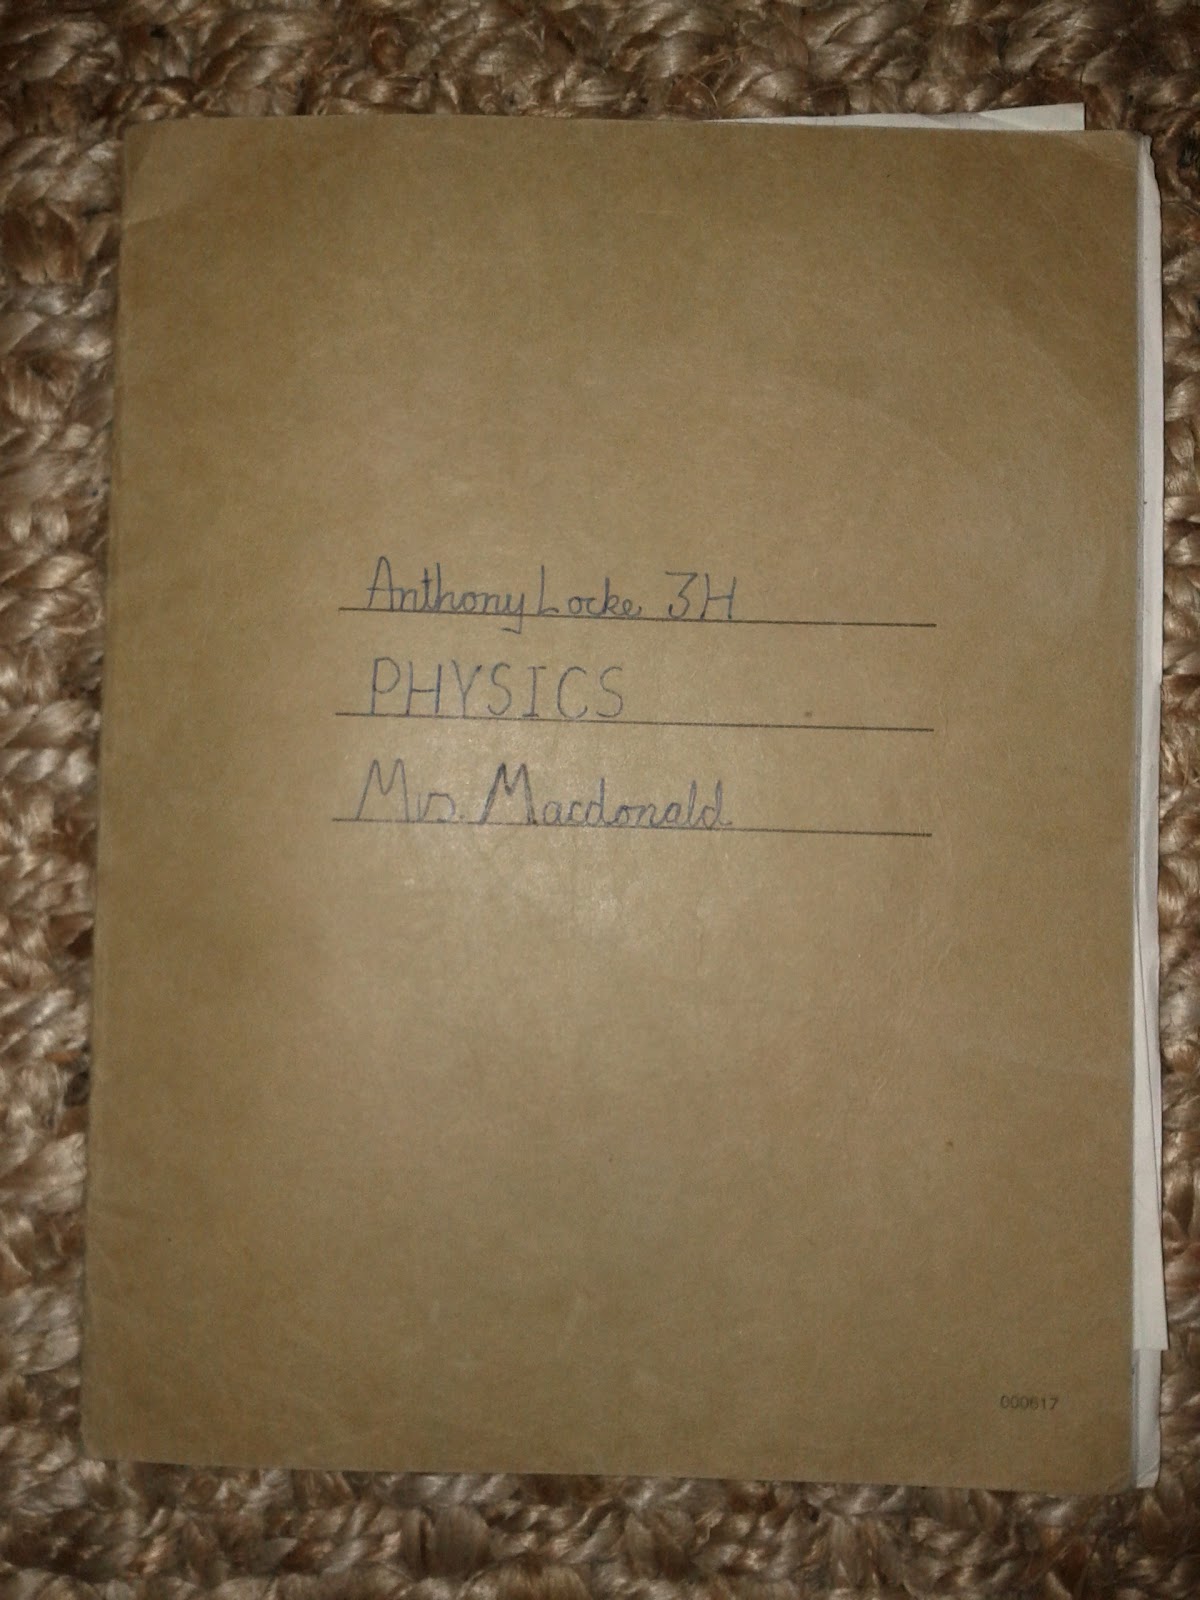 Anthony Locke 3H
PHYSICS
Mrs. Macdonald
000617